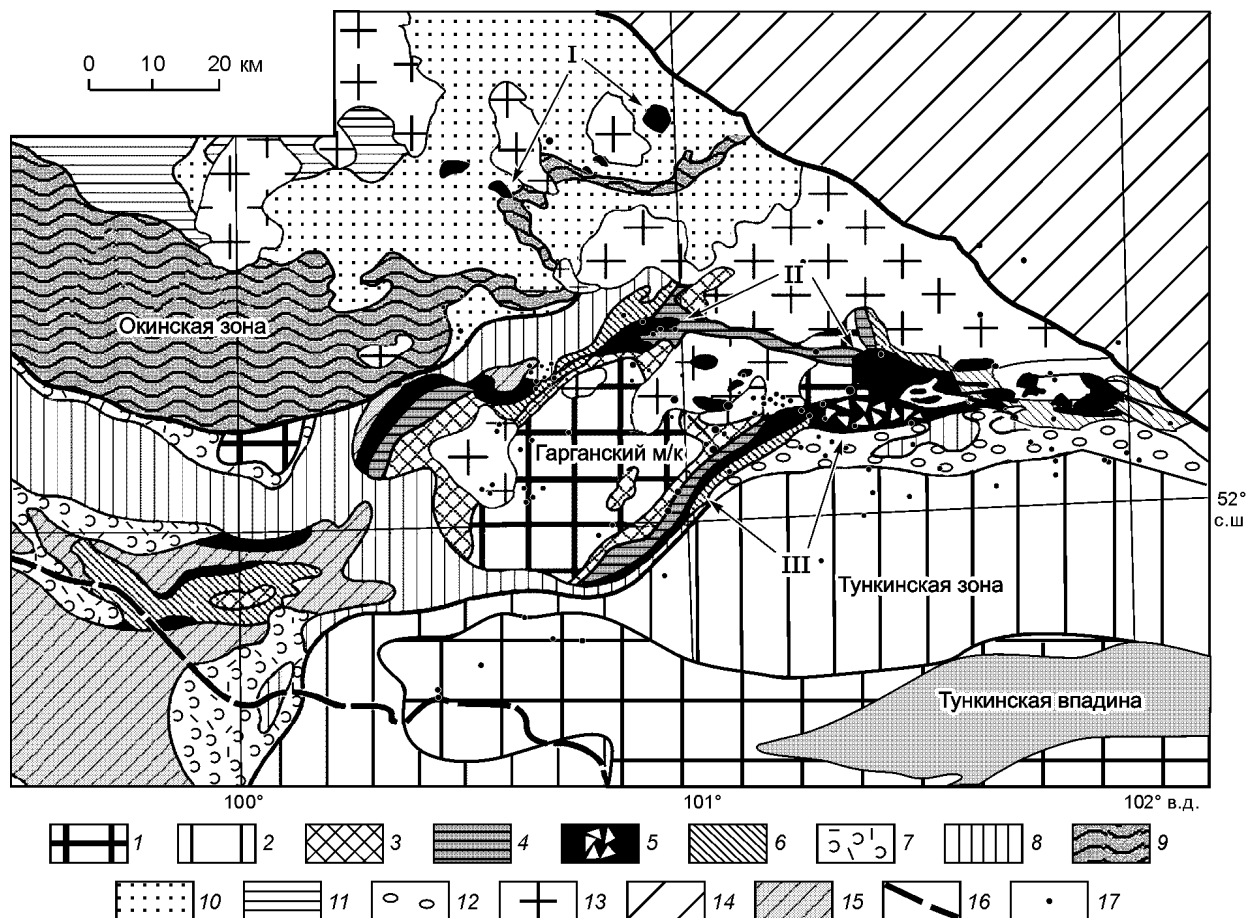 0 10 20 км
I
II
Окинская зона
Гарганский м/к
52°
с.ш
III
Тункинская зона
Тункинская впадина
100° 101° 102° в.д.
1 2 3 4 5 6 7 8 9
10 11 12 13 14 15 16 17